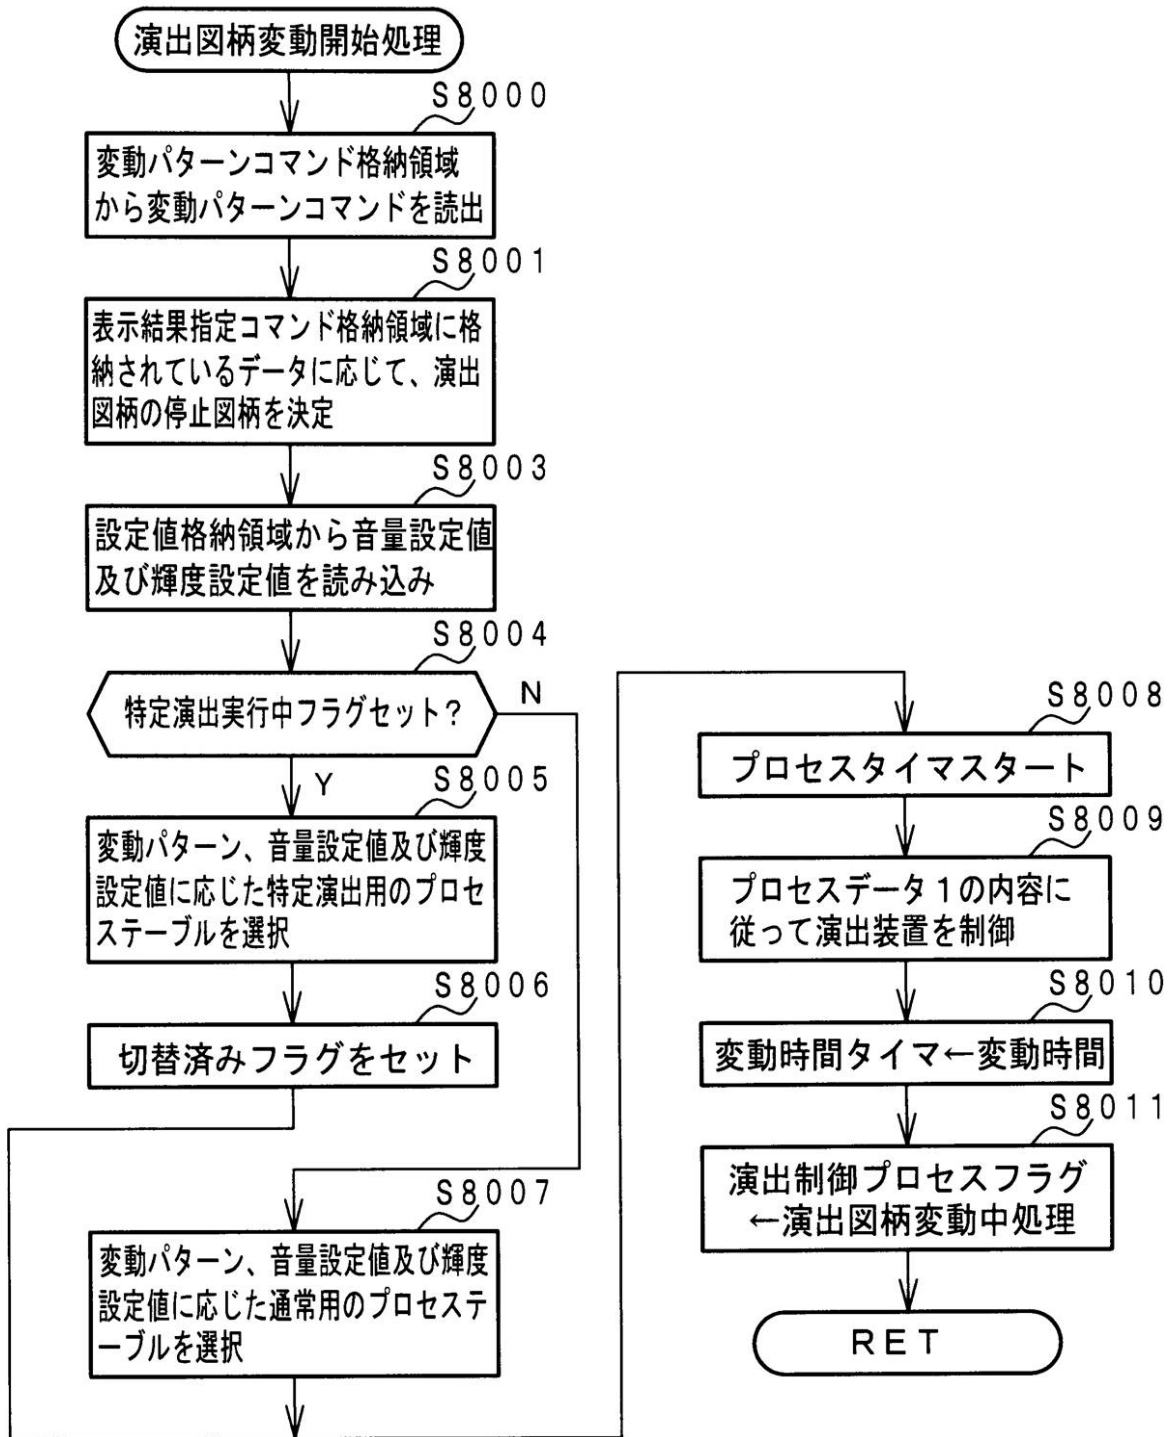 演出図柄変動開始処理
S8000
変動パターンコマンド格納領域
から変動パターンコマンドを読出
S8001
表示結果指定コマンド格納領域に格
納されているデータに応じて、演出
図柄の停止図柄を決定
S8003
設定値格納領域から音量設定値
及び輝度設定値を読み込み
S8004
特定演出実行中フラグセット？
N
Y
S8005
変動パターン、音量設定値及び輝度
設定値に応じた特定演出用のプロセ
ステーブルを選択
S8006
切替済みフラグをセット
S8007
変動パターン、音量設定値及び輝度
設定値に応じた通常用のプロセステ
ーブルを選択
S8008
プロセスタイマスタート
S8009
プロセスデータ１の内容に
従って演出装置を制御
S8010
変動時間タイマ←変動時間
S8011
演出制御プロセスフラグ
←演出図柄変動中処理
RET